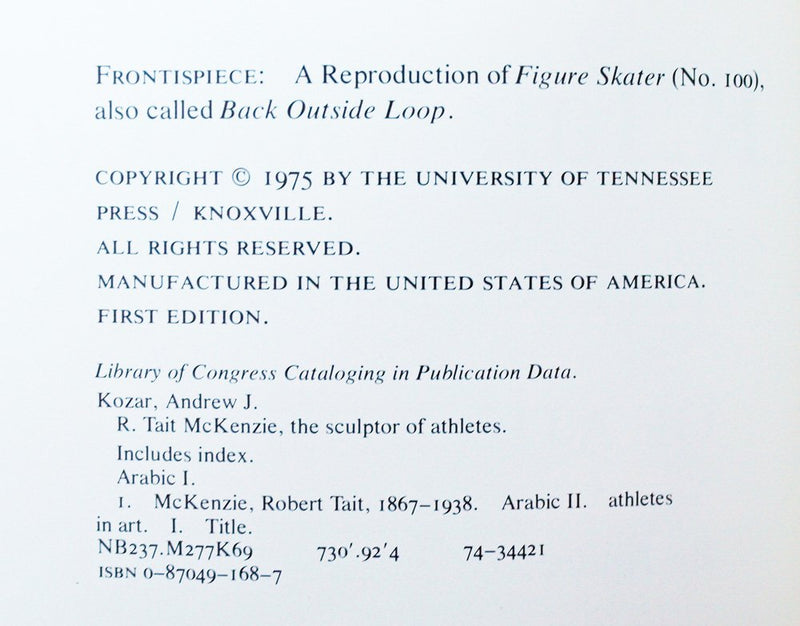 FRONTISPIECE: A Reproduction of Figure Skater (No. 100),
also called Back Outside Loop.
COPYRIGHT © 1975 BY THE UNIVERSITY OF TENNESSEE
PRESS / KNOXVILLE.
ALL RIGHTS RESERVED.
MANUFACTURED IN THE UNITED STATES OF AMERICA.
FIRST EDITION.
Library of Congress Cataloging in Publication Data.
Kozar, Andrew J.
R. Tait McKenzie, the sculptor of athletes.
Includes index.
Arabic I.
1. McKenzie, Robert Tait, 1867–1938. Arabic II. athletes
in art. I. Title.
NB237.M277K69 730'.92'4 74–34421
ISBN 0–87049–168–7